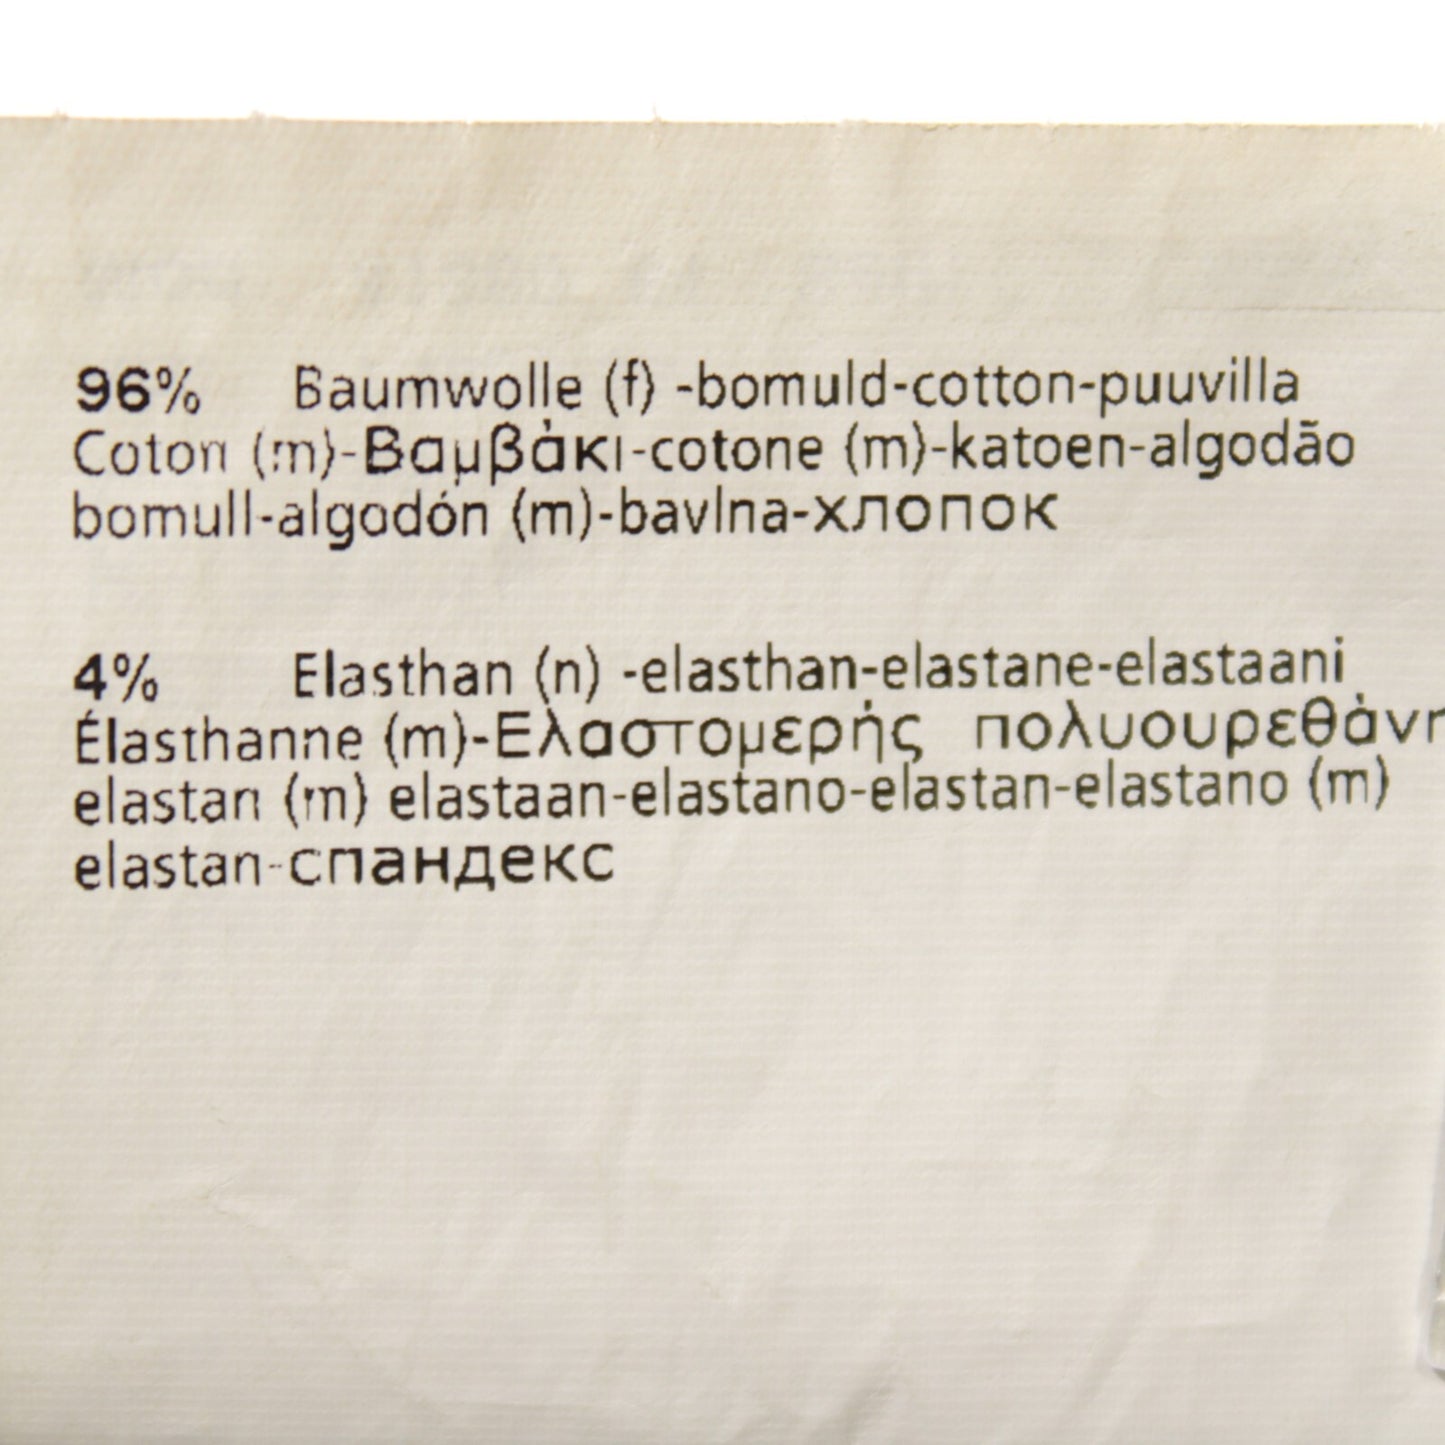 96% Baumwolle (f) -bomuld-cotton-puuvilla
Coton (m)-Βαμβάκι-cotone (m)-katoen-algodão
bomull-algodón (m)-bavlna-хлопок
4% Elasthan (n) -elasthan-elastane-elastaani
Élasthanne (m)-Ελαστομερής
elastan (m) elastaan-elastano-elastan-elastano (m)
elastan-спандекс